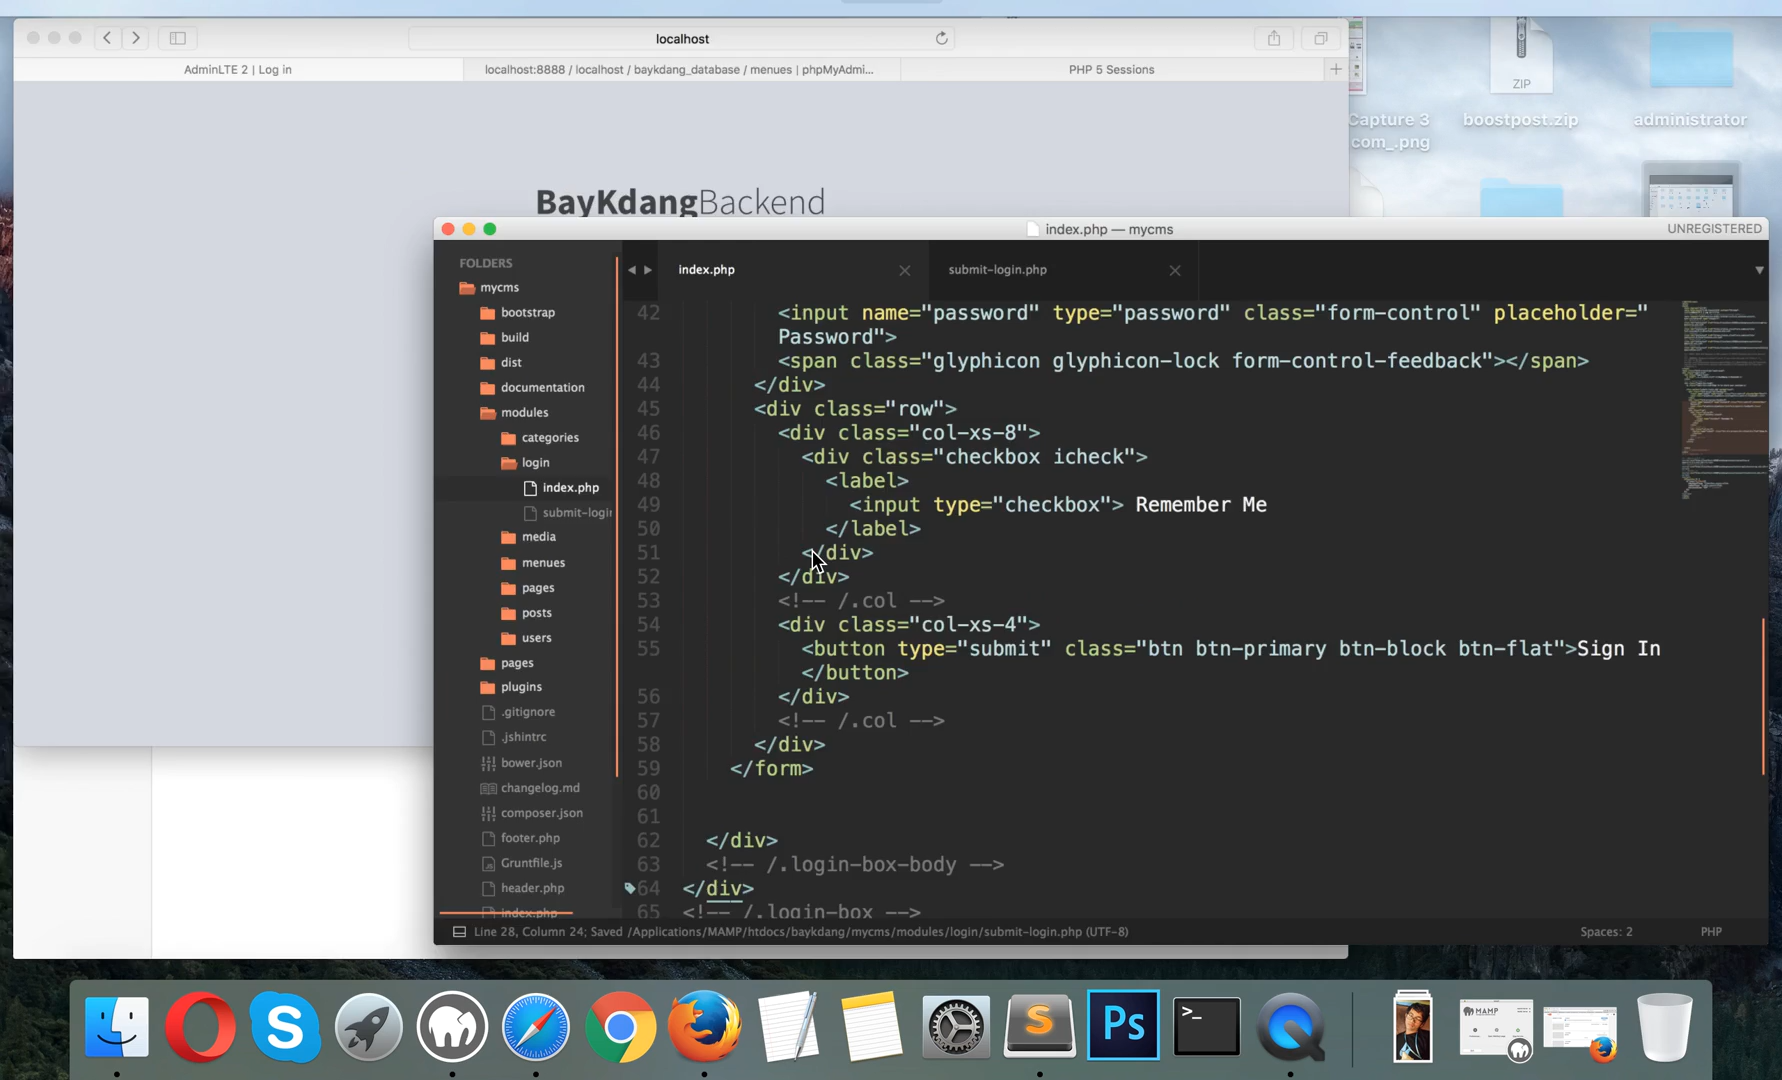 localhost
AdminLTE 2 | Log in
localhost:8888 / localhost / baykdang_database / menues | phpMyAdmi...
PHP 5 Sessions
BayKdangBackend
ZIP
Capture 3
com_.png
boostpost.zip
administrator
index.php — mycms
UNREGISTERED
FOLDERS
mycms
bootstrap
build
dist
documentation
modules
categories
login
index.php
submit-login
media
menues
pages
posts
users
pages
plugins
.gitignore
.jshintrc
bower.json
changelog.md
composer.json
footer.php
Gruntfile.js
header.php
index.php
index.php
submit-login.php
42 <input name="password" type="password" class="form-control" placeholder="
Password">
43 <span class="glyphicon glyphicon-lock form-control-feedback"></span>
44 </div>
45 <div class="row">
46 <div class="col-xs-8">
47 <div class="checkbox icheck">
48 <label>
49 <input type="checkbox"> Remember Me
50 </label>
51 </div>
52 </div>
53 <!-- /.col -->
54 <div class="col-xs-4">
55 <button type="submit" class="btn btn-primary btn-block btn-flat">Sign In
</button>
56 </div>
57 <!-- /.col -->
58 </div>
59 </form>
60
61
62 </div>
63 <!-- /.login-box-body -->
64 </div>
65 <!-- /.login-box -->
Line 28, Column 24; Saved /Applications/MAMP/htdocs/baykdang/mycms/modules/login/submit-login.php (UTF-8)
Spaces: 2
PHP
S
Ps
>_
MAMP